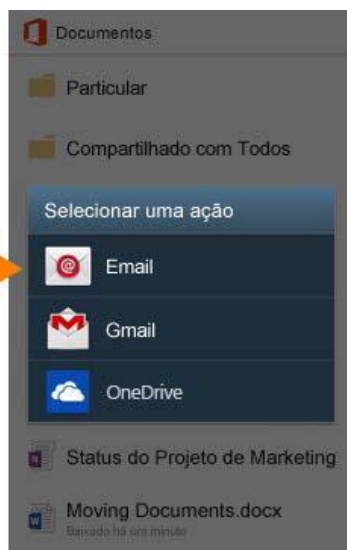 Documentos
Particular
Compartilhado com Todos
Selecionar uma ação
Email
Gmail
OneDrive
Status do Projeto de Marketing
Moving Documents.docx
Baixado há um minuto